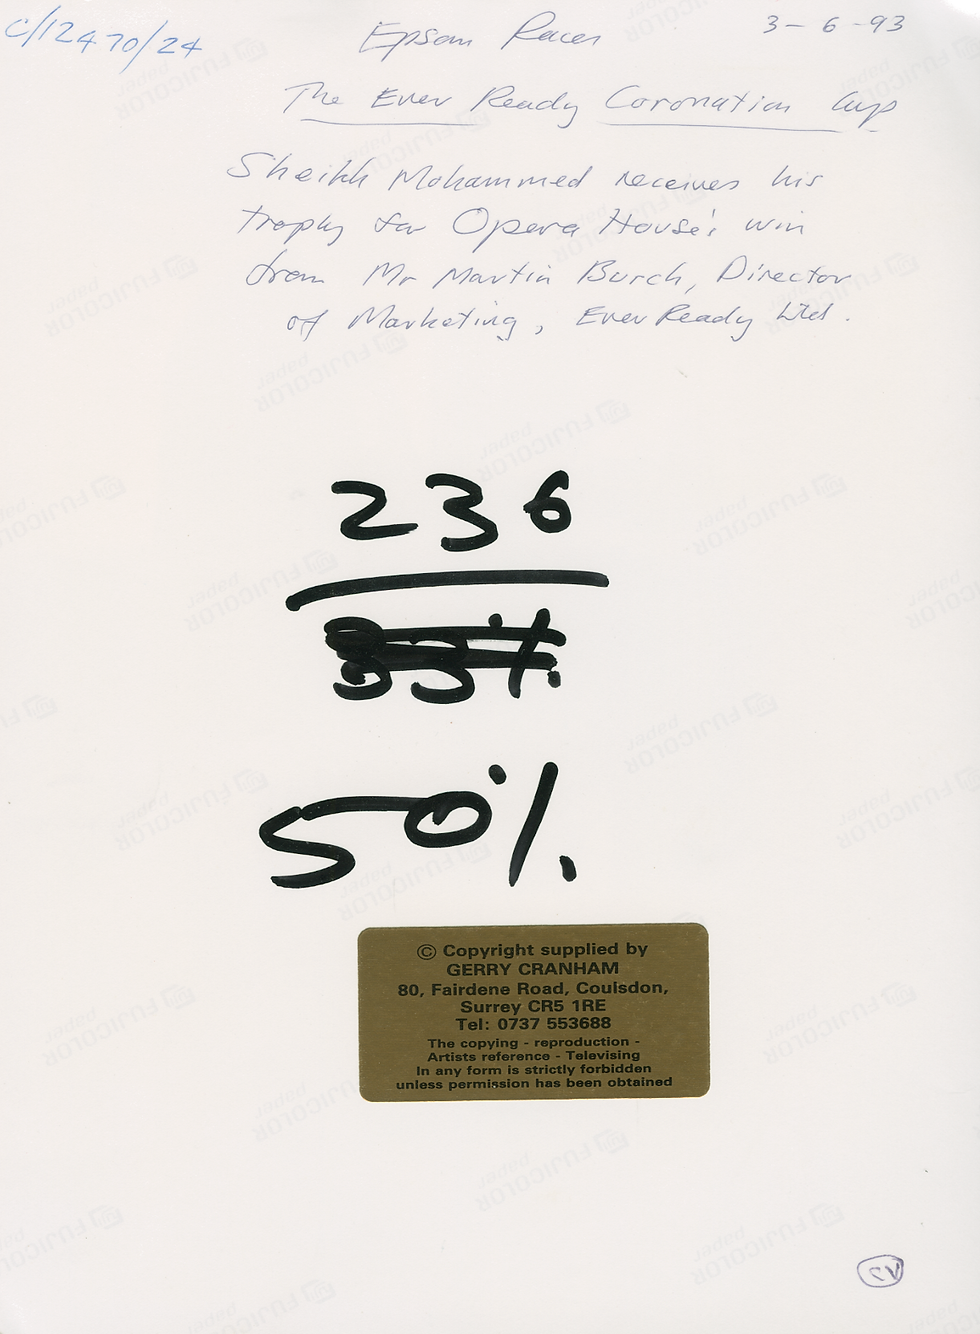 C/12470/24
Epsom Races
3-6-93
The Ever Ready Coronation Cup
Sheikh Mohammed receives his
trophy for Opera House's win
from Mr Martin Burch, Director
of Marketing, Ever Ready Ltd.
236
33%
50%
© Copyright supplied by
GERRY CRANHAM
80, Fairdene Road, Coulsdon,
Surrey CR5 1RE
Tel: 0737 553688
The copying - reproduction -
Artists reference - Televising
In any form is strictly forbidden
unless permission has been obtained
FUJICOLOR
paper